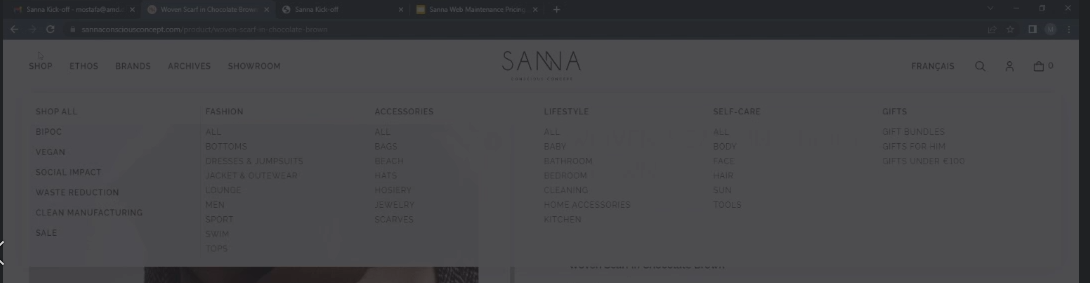 Sanna Kick-off - mostafa@amul
Woven Scarf in Chocolate Brown
Sanna Kick-off
Sanna Web Maintenance Pricing
sannaconsciousconcept.com/product/woven-scarf-in-chocolate-brown
SHOP ETHOS BRANDS ARCHIVES SHOWROOM
SANNA
CONSCIOUS CONCEPT
FRANÇAIS 0
SHOP ALL
BIPOC
VEGAN
SOCIAL IMPACT
WASTE REDUCTION
CLEAN MANUFACTURING
SALE
FASHION
ALL
BOTTOMS
DRESSES & JUMPSUITS
JACKET & OUTERWEAR
LOUNGE
MEN
SPORT
SWIM
TOPS
ACCESSORIES
ALL
BAGS
BEACH
HATS
HOSIERY
JEWELRY
SCARVES
LIFESTYLE
ALL
BABY
BATHROOM
BEDROOM
CLEANING
HOME ACCESSORIES
KITCHEN
SELF-CARE
ALL
BODY
FACE
HAIR
SUN
TOOLS
GIFTS
GIFT BUNDLES
GIFTS FOR HIM
GIFTS UNDER €100